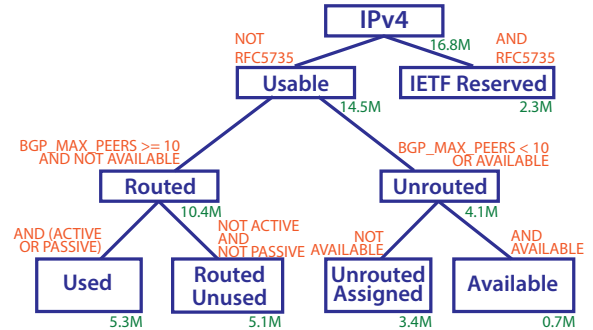 IPv4
16.8M
NOT
RFC5735
AND
RFC5735
Usable
14.5M
IETF Reserved
2.3M
BGP_MAX_PEERS >= 10
AND NOT AVAILABLE
BGP_MAX_PEERS < 10
OR AVAILABLE
Routed
10.4M
Unrouted
4.1M
AND (ACTIVE
OR PASSIVE)
NOT ACTIVE
AND
NOT PASSIVE
NOT
AVAILABLE
AND
AVAILABLE
Used
5.3M
Routed
Unused
5.1M
Unrouted
Assigned
3.4M
Available
0.7M